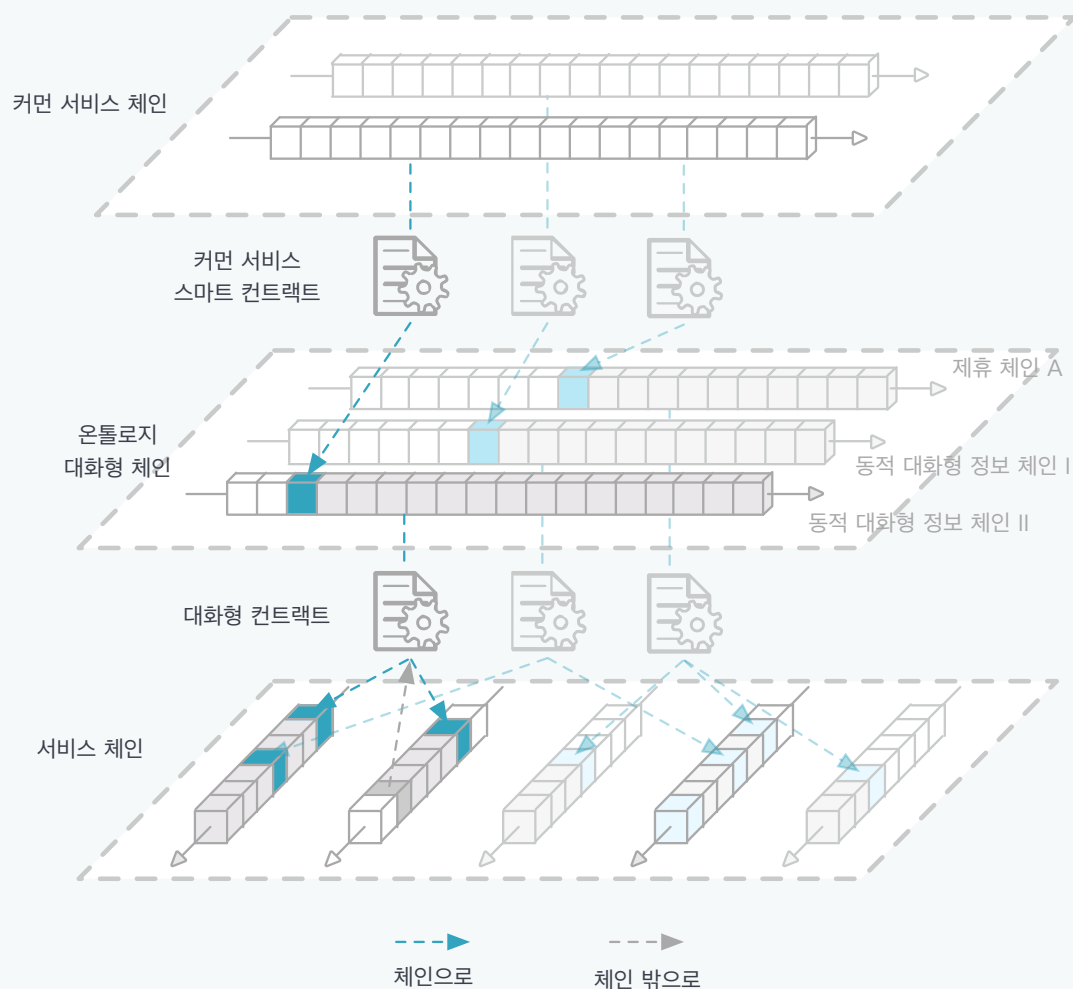 커먼 서비스 체인
커먼 서비스
스마트 컨트랙트
제휴 체인 A
온톨로지
대화형 체인
동적 대화형 정보 체인 I
동적 대화형 정보 체인 II
대화형 컨트랙트
서비스 체인
체인으로
체인 밖으로